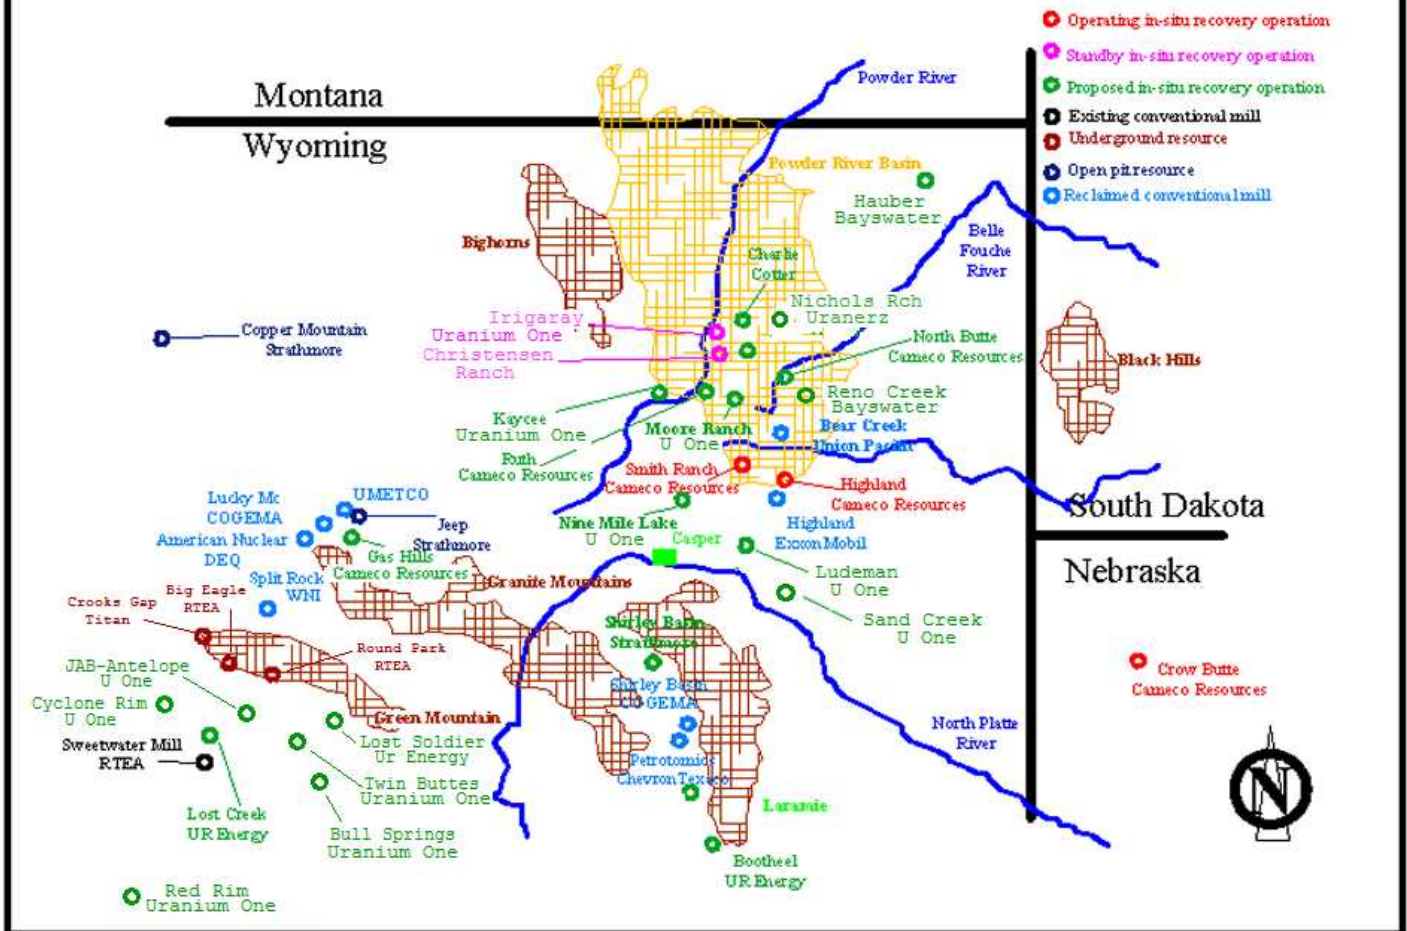 Operating in-situ recovery operation
Standby in-situ recovery operation
Proposed in-situ recovery operation
Existing conventional mill
Underground resource
Open pit resource
Reclaimed conventional mill
Montana
Wyoming
Powder River
Powder River Basin
Hauber
Bayswater
Bighorns
Belle
Fouche
River
Charlie
Cotter
Nichols Rch
Uranerz
Irigaray
Uranium One
Christensen
Ranch
Copper Mountain
Strathmore
North Butte
Cameco Resources
Black Hills
Reno Creek
Bayswater
Kaycee
Uranium One
Moore Ranch
U One
Bear Creek
Union Pacific
Ruth
Cameco Resources
Smith Ranch
Cameco Resources
Highland
Cameco Resources
South Dakota
Nebraska
Lucky Mc
COGEMA
UMETCO
Jeep
Strathmore
American Nuclear
DEQ
Gas Hills
Cameco Resources
Nine Mile Lake
U One
Casper
Highland
Exxon Mobil
Ludeman
U One
Split Rock
WNI
Granite Mountains
Big Eagle
RTEA
Crooks Gap
Titan
Sand Creek
U One
Shirley Basin
Strathmore
Round Park
RTEA
JAB-Antelope
U One
Shirley Basin
COGEMA
Crow Butte
Cameco Resources
Cyclone Rim
U One
Green Mountain
North Platte
River
Sweetwater Mill
RTEA
Lost Soldier
Ur Energy
Petrotomics
Chevron Texaco
Twin Buttes
Uranium One
Laramie
Lost Creek
UR Energy
Bull Springs
Uranium One
Bootheel
UR Energy
Red Rim
Uranium One
N